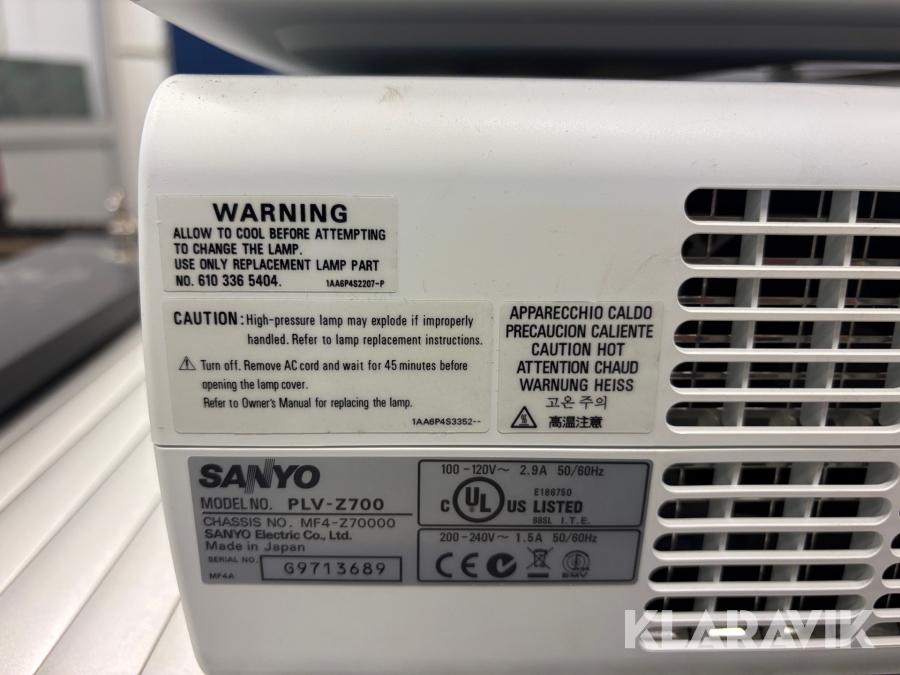 WARNING
ALLOW TO COOL BEFORE ATTEMPTING
TO CHANGE THE LAMP.
USE ONLY REPLACEMENT LAMP PART
NO. 610 336 5404.
1AA6P4S2207-P
CAUTION: High-pressure lamp may explode if improperly
handled. Refer to lamp replacement instructions.
Turn off. Remove AC cord and wait for 45 minutes before
opening the lamp cover.
Refer to Owner's Manual for replacing the lamp.
1AA6P4S3352--
APPARECCHIO CALDO
PRECAUCION CALIENTE
CAUTION HOT
ATTENTION CHAUD
WARNUNG HEISS
고온 주의
高温注意
SANYO
MODEL NO. PLV-Z700
CHASSIS NO. MF4-Z70000
SANYO Electric Co., Ltd.
Made in Japan
SERIAL NO.
G9713689
MF4A
100-120V~ 2.9A 50/60Hz
C UL US LISTED
E186750
88SL I.T.E.
200-240V~ 1.5A 50/60Hz
CE
EMV
KLARAVIK